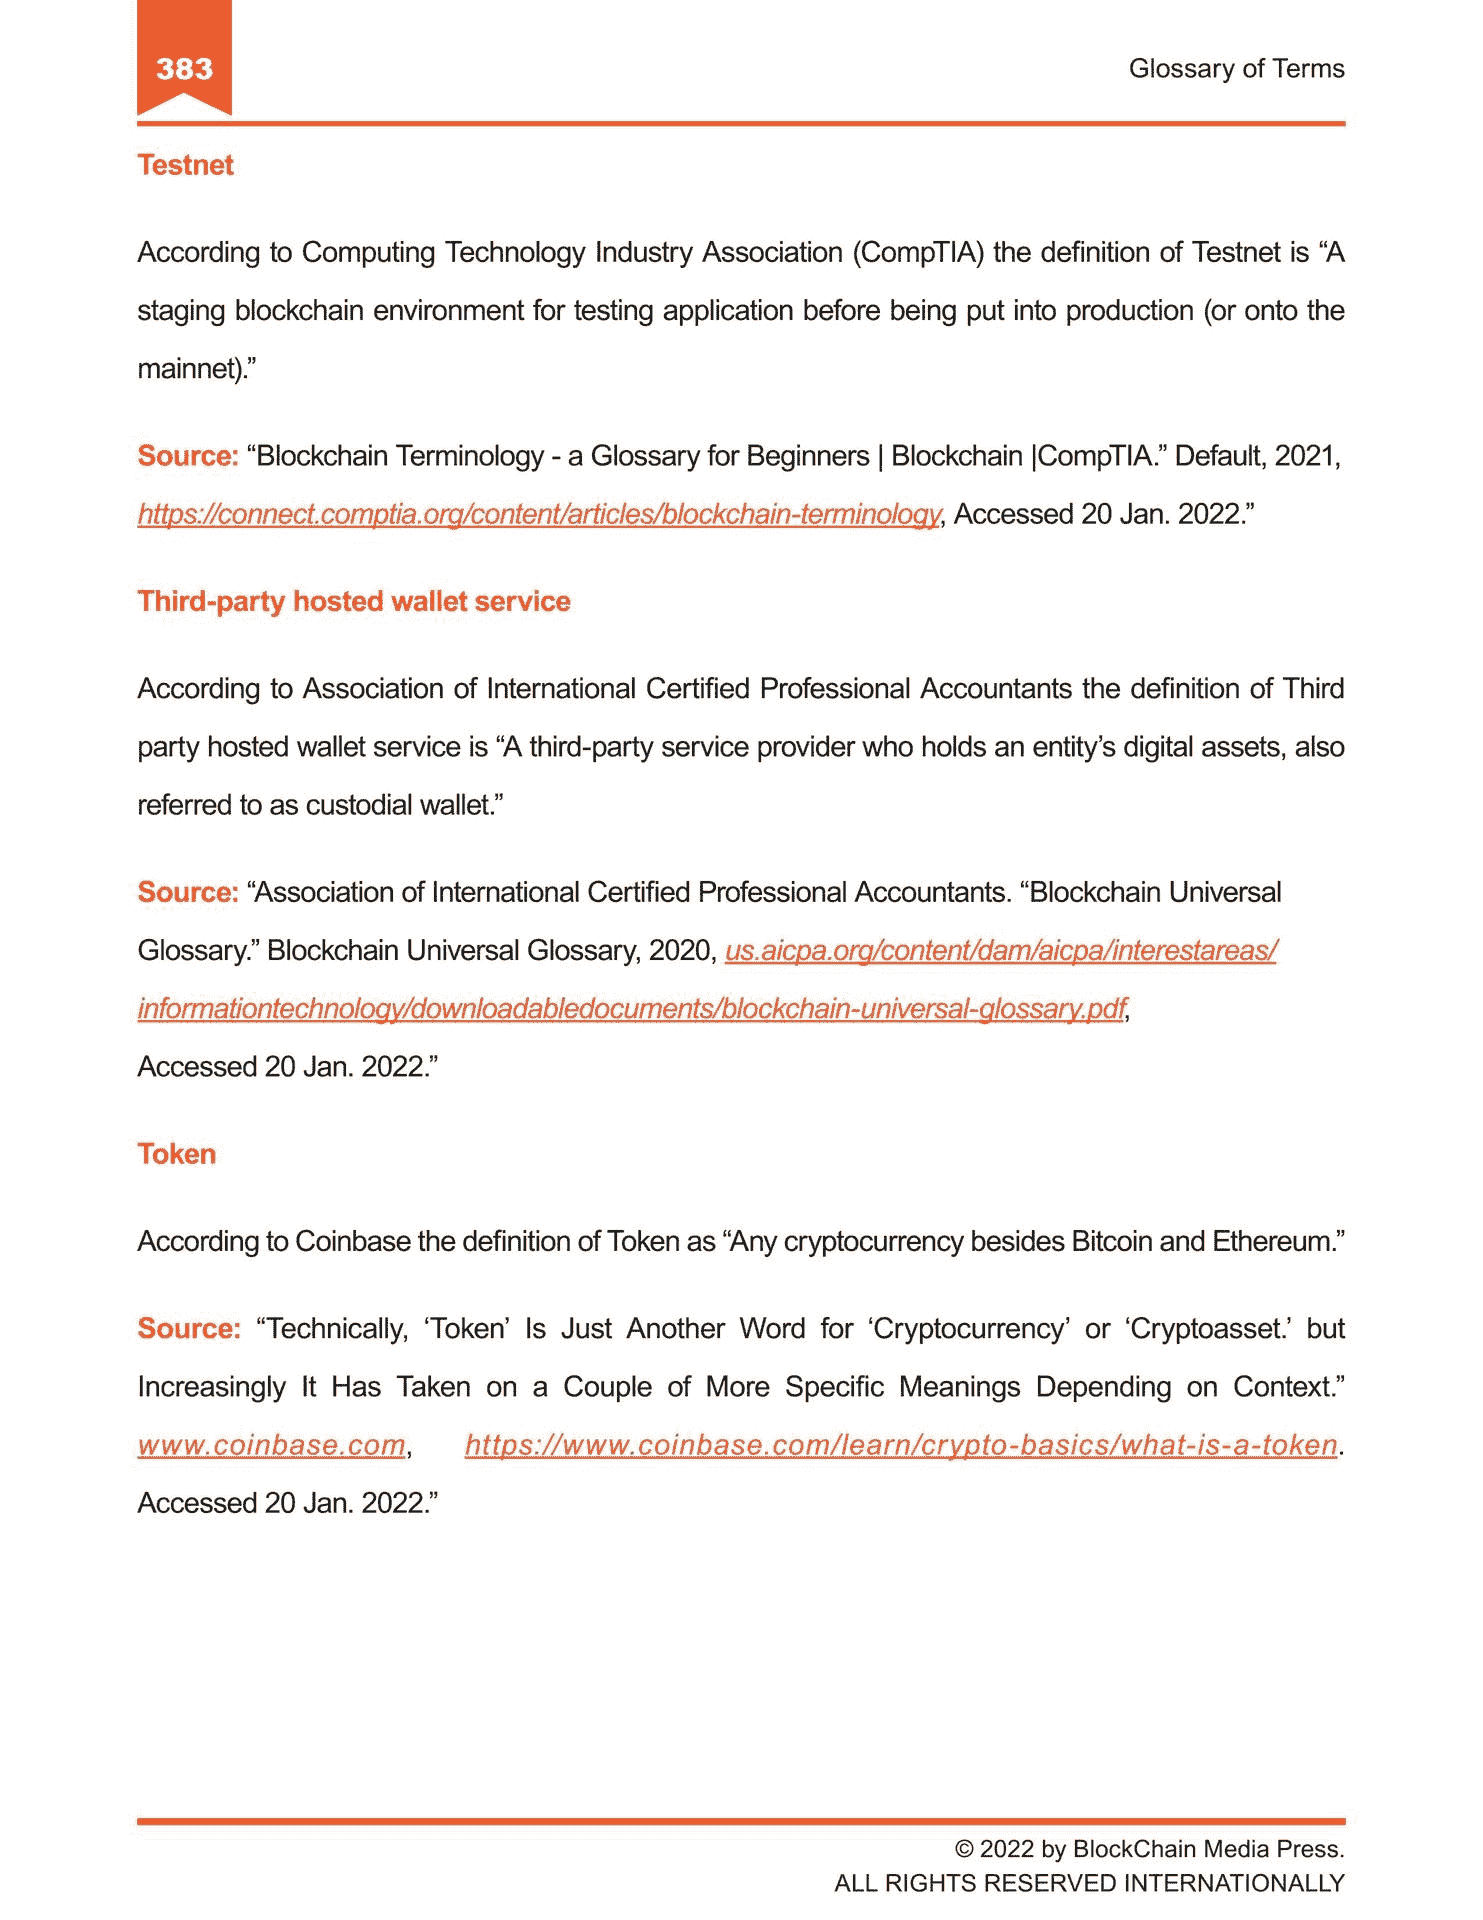 383
Glossary of Terms
Testnet
According to Computing Technology Industry Association (CompTIA) the definition of Testnet is “A
staging blockchain environment for testing application before being put into production (or onto the
mainnet).”
Source: “Blockchain Terminology - a Glossary for Beginners | Blockchain |CompTIA.” Default, 2021,
https://connect.comptia.org/content/articles/blockchain-terminology, Accessed 20 Jan. 2022.”
Third-party hosted wallet service
According to Association of International Certified Professional Accountants the definition of Third
party hosted wallet service is “A third-party service provider who holds an entity’s digital assets, also
referred to as custodial wallet.”
Source: “Association of International Certified Professional Accountants. “Blockchain Universal
Glossary.” Blockchain Universal Glossary, 2020, us.aicpa.org/content/dam/aicpa/interestareas/
informationtechnology/downloadabledocuments/blockchain-universal-glossary.pdf,
Accessed 20 Jan. 2022.”
Token
According to Coinbase the definition of Token as “Any cryptocurrency besides Bitcoin and Ethereum.”
Source: “Technically, ‘Token’ Is Just Another Word for ‘Cryptocurrency’ or ‘Cryptoasset.’ but
Increasingly It Has Taken on a Couple of More Specific Meanings Depending on Context.”
www.coinbase.com, https://www.coinbase.com/learn/crypto-basics/what-is-a-token.
Accessed 20 Jan. 2022.”
© 2022 by BlockChain Media Press.
ALL RIGHTS RESERVED INTERNATIONALLY